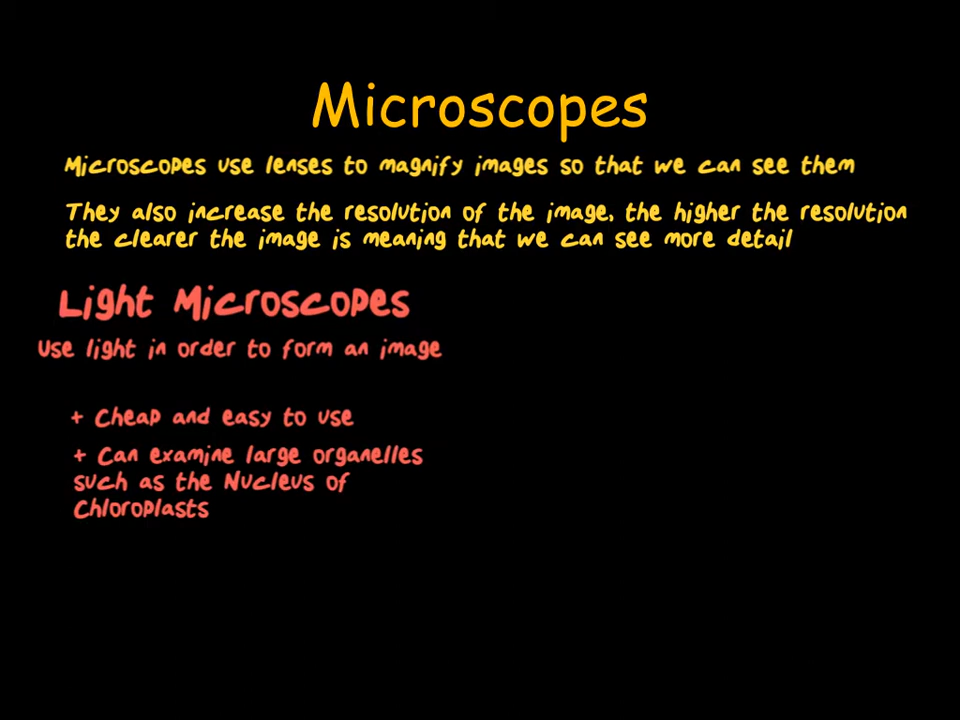 Microscopes
Microscopes use lenses to magnify images so that we can see them
They also increase the resolution of the image, the higher the resolution
the clearer the image is meaning that we can see more detail
Light Microscopes
Use light in order to form an image
+ Cheap and easy to use
+ Can examine large organelles
such as the Nucleus of
Chloroplasts